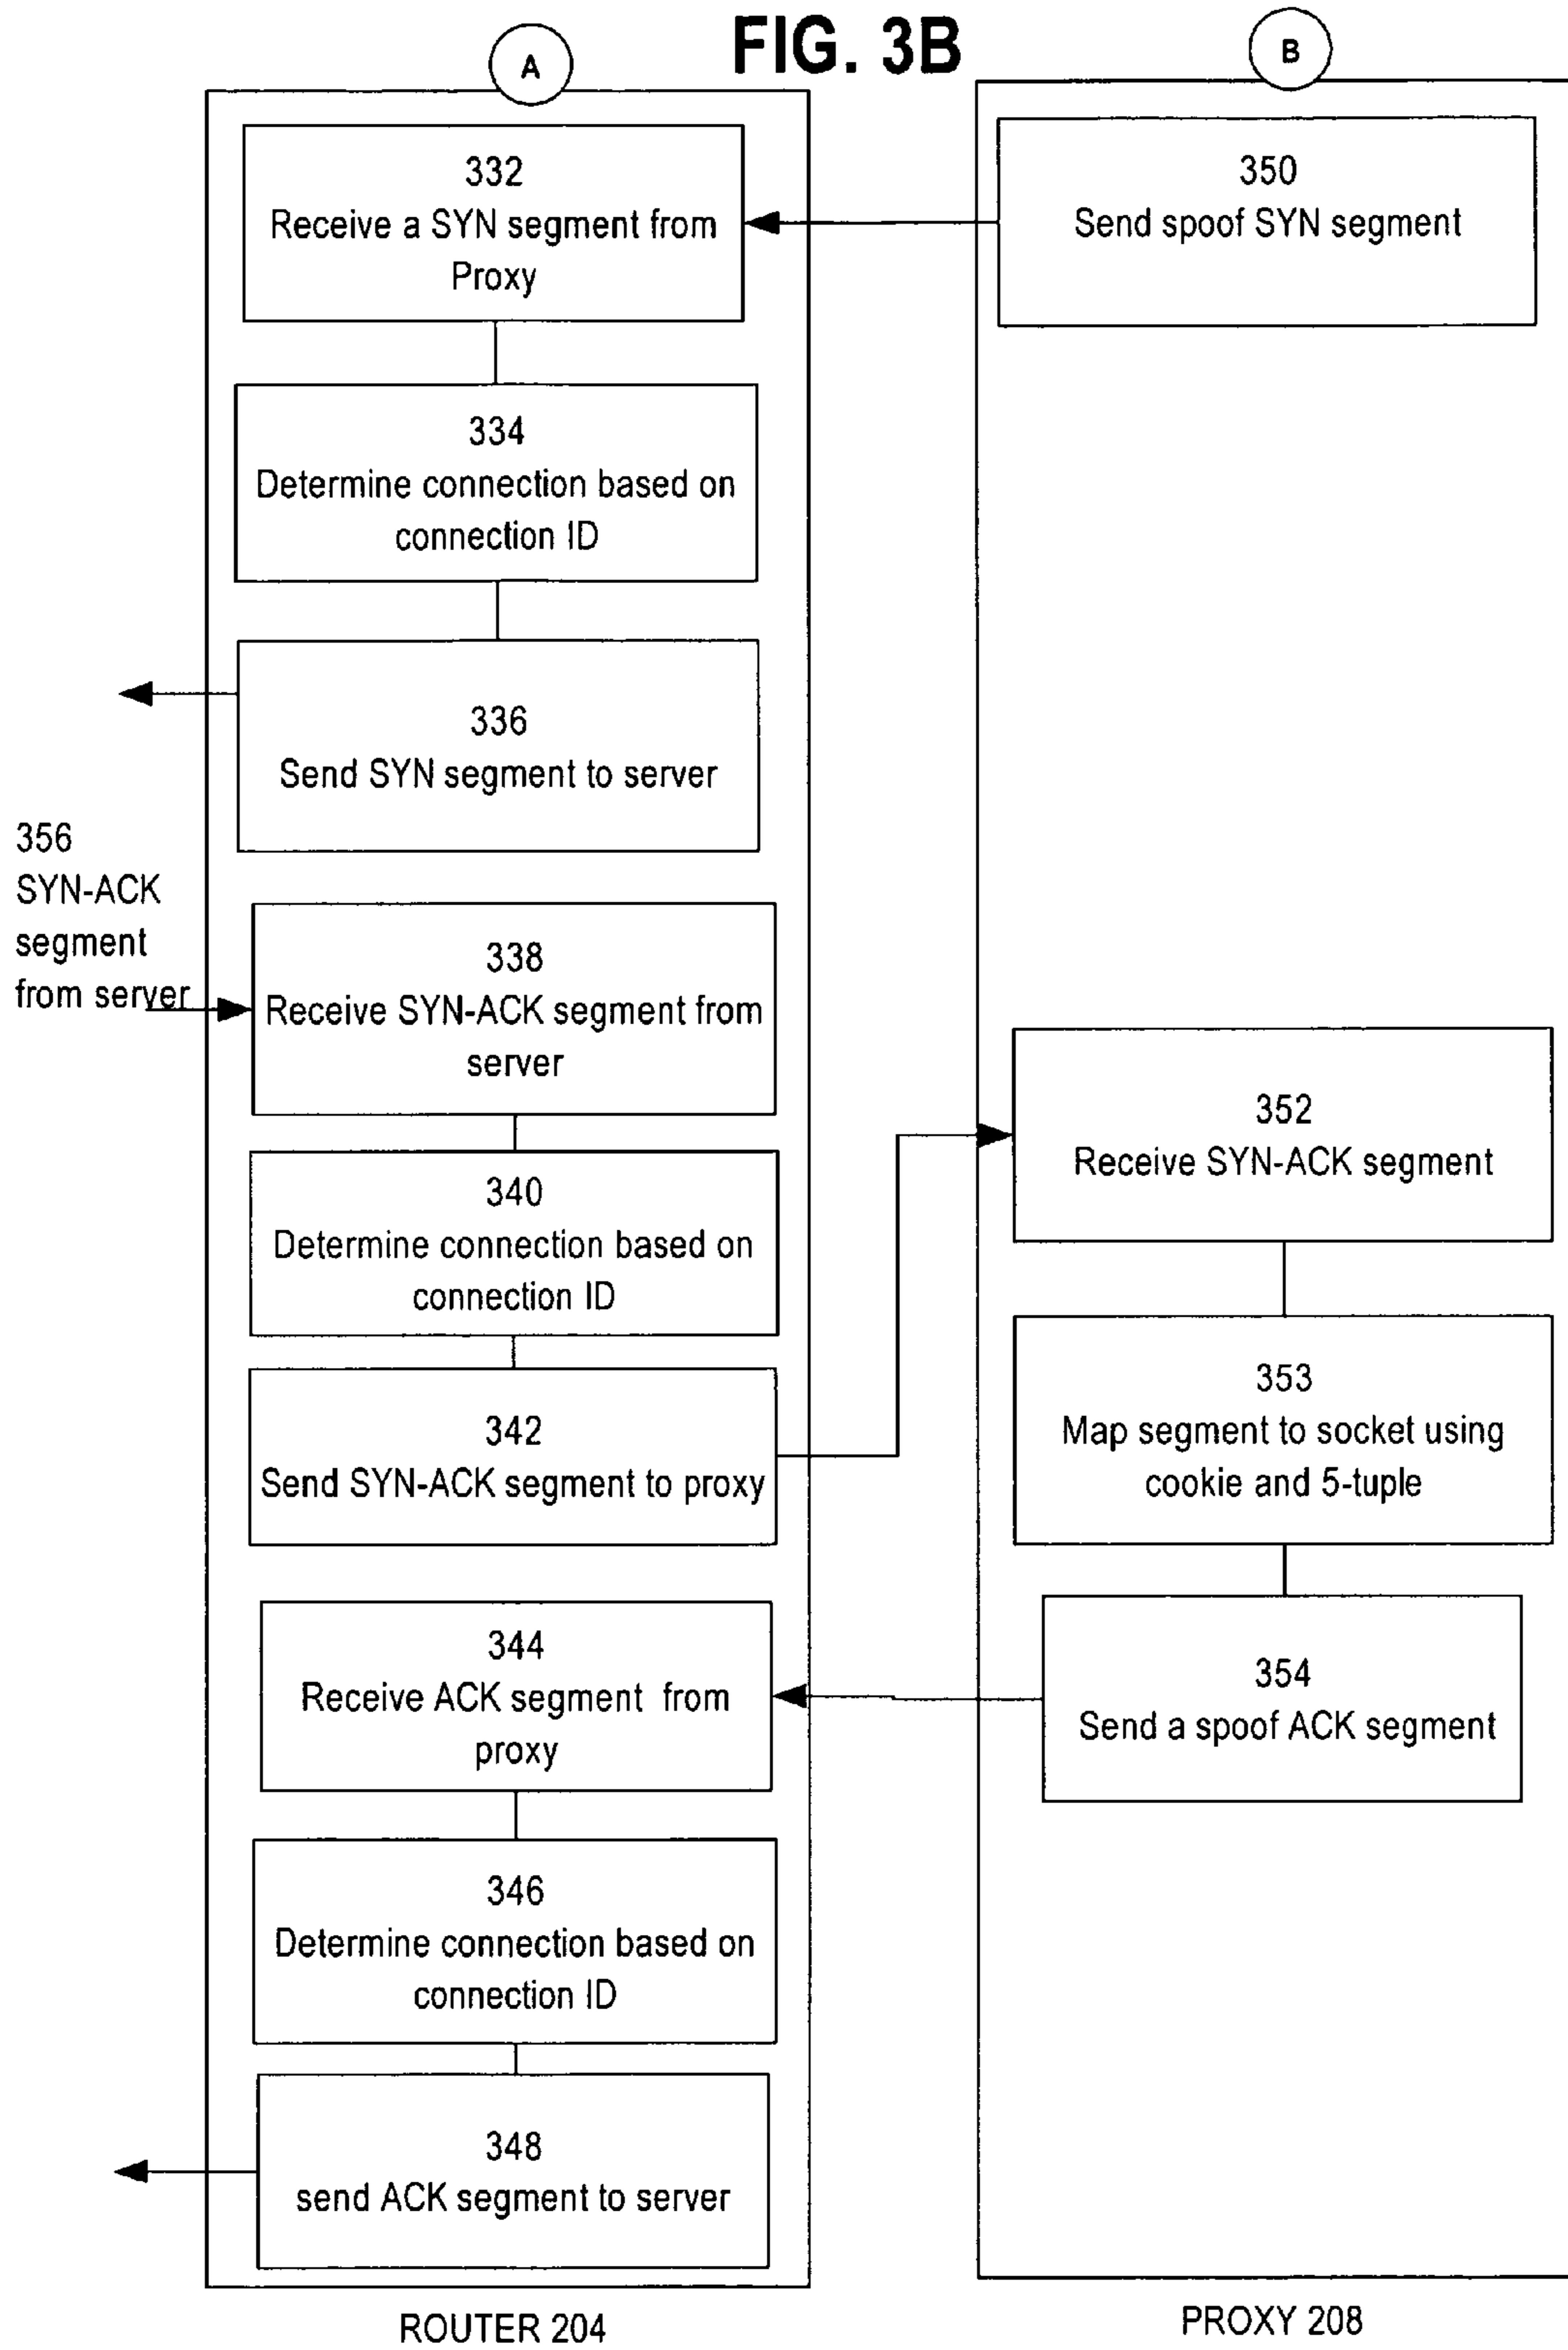 FIG. 3B
A
B
332
Receive a SYN segment from
Proxy
350
Send spoof SYN segment
334
Determine connection based on
connection ID
336
Send SYN segment to server
356
SYN-ACK
segment
from server
338
Receive SYN-ACK segment from
server
340
Determine connection based on
connection ID
342
Send SYN-ACK segment to proxy
352
Receive SYN-ACK segment
353
Map segment to socket using
cookie and 5-tuple
344
Receive ACK segment from
proxy
354
Send a spoof ACK segment
346
Determine connection based on
connection ID
348
send ACK segment to server
ROUTER 204
PROXY 208